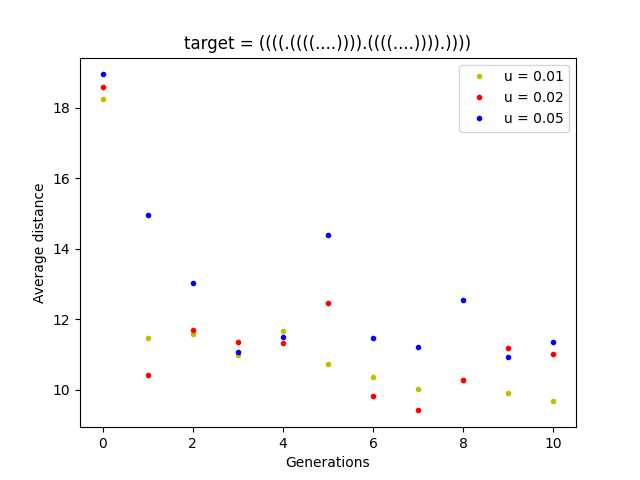 target = ((((.((((....)))).((((....)))).))))
u = 0.01
u = 0.02
u = 0.05
Average distance
18
16
14
12
10
0 2 4 6 8 10
Generations